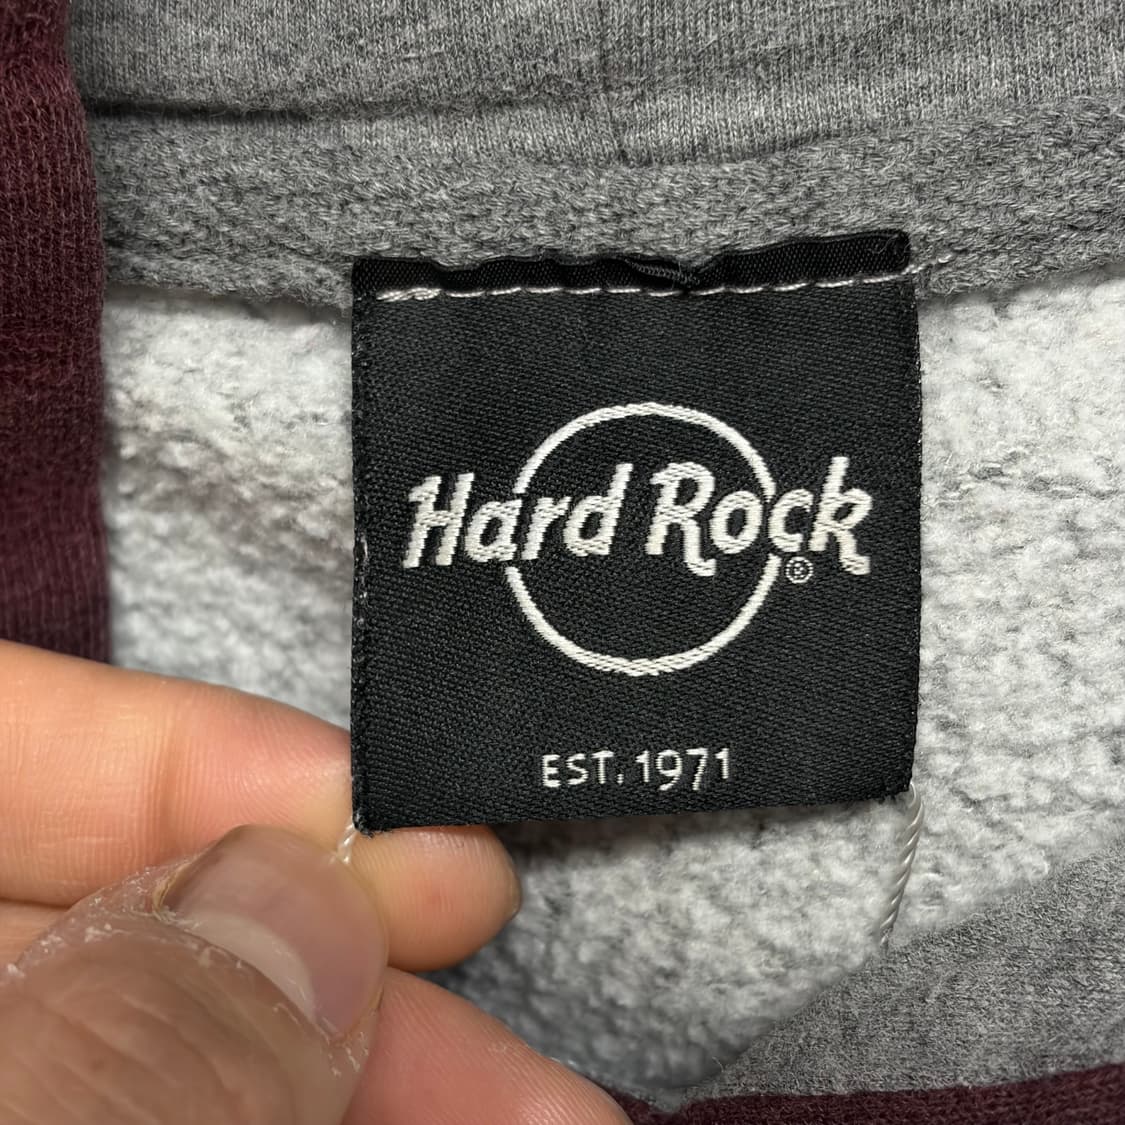 Hard Rock®
EST. 1971